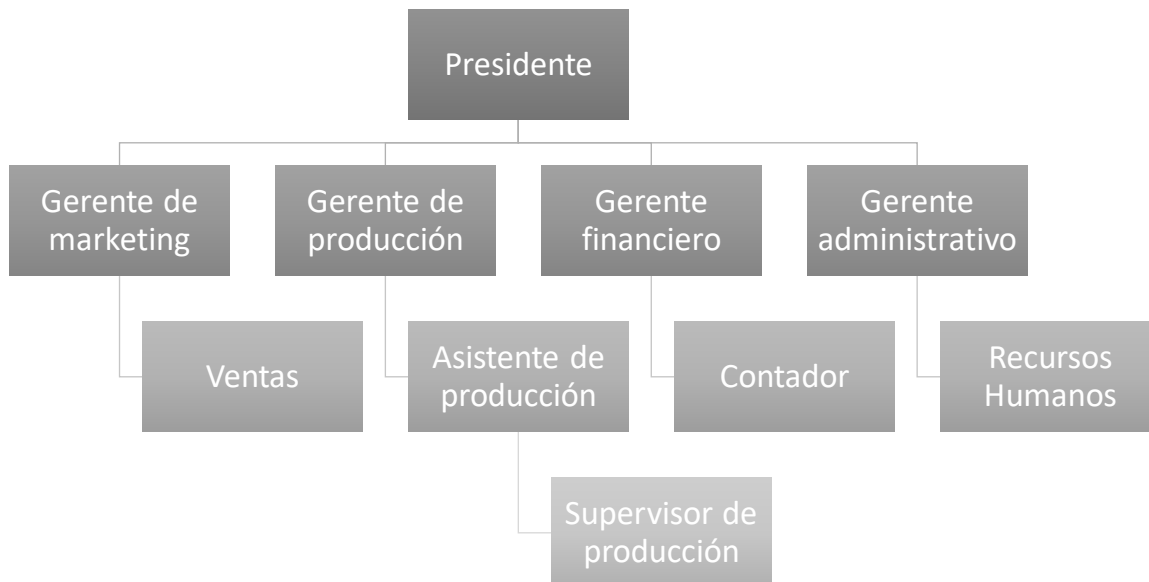 Presidente
Gerente de
marketing
Gerente de
producción
Gerente
financiero
Gerente
administrativo
Ventas
Asistente de
producción
Contador
Recursos
Humanos
Supervisor de
producción